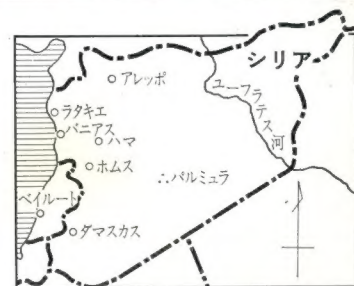 シリア
アレッポ
ユーフラテス河
ラタキエ
バニアス
ハマ
ホムス
パルミュラ
ベイルート
ダマスカス